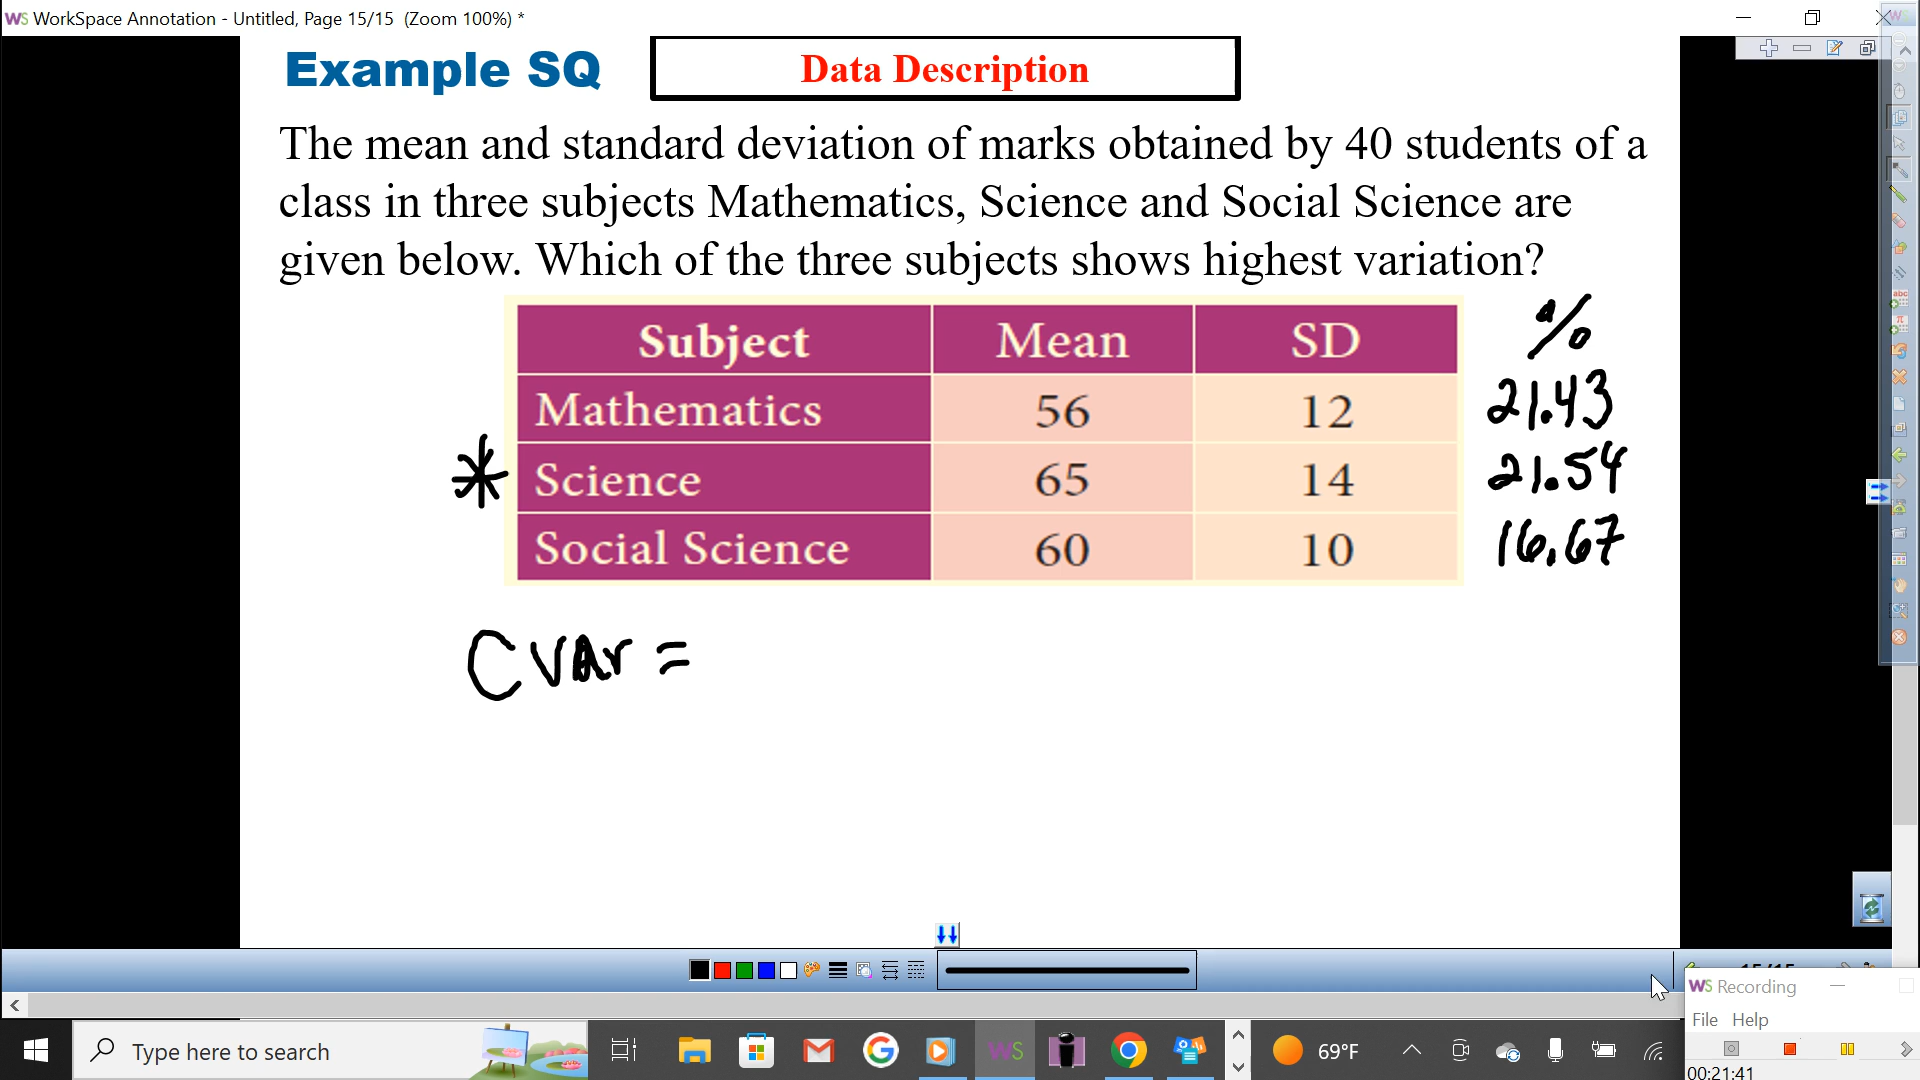 WS WorkSpace Annotation - Untitled, Page 15/15 (Zoom 100%) *
Example SQ
Data Description
The mean and standard deviation of marks obtained by 40 students of a
class in three subjects Mathematics, Science and Social Science are
given below. Which of the three subjects shows highest variation?
Subject Mean SD %
Mathematics 56 12 21.43
* Science 65 14 21.54
Social Science 60 10 16.67
CVAr =
WS Recording
File Help
Type here to search
WS
69°F
00:21:41